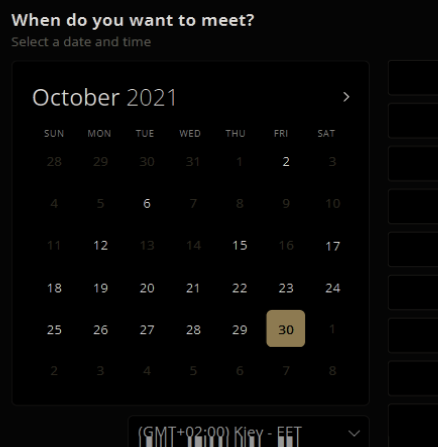 When do you want to meet?
Select a date and time
October 2021 >
SUN MON TUE WED THU FRI SAT
28 29 30 31 1 2 3
4 5 6 7 8 9 10
11 12 13 14 15 16 17
18 19 20 21 22 23 24
25 26 27 28 29 30 1
2 3 4 5 6 7 8
(GMT+02:00) Kiev - EET